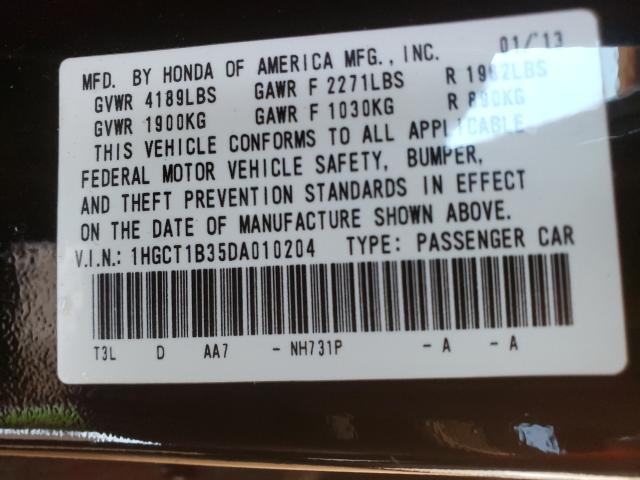 MFD. BY HONDA OF AMERICA MFG., INC. 01/13
GVWR 4189LBS GAWR F 2271LBS R 1962LBS
GVWR 1900KG GAWR F 1030KG R 890KG
THIS VEHICLE CONFORMS TO ALL APPLICABLE
FEDERAL MOTOR VEHICLE SAFETY, BUMPER,
AND THEFT PREVENTION STANDARDS IN EFFECT
ON THE DATE OF MANUFACTURE SHOWN ABOVE.
V.I.N.: 1HGCT1B35DA010204 TYPE: PASSENGER CAR
T3L D AA7 - NH731P - A - A